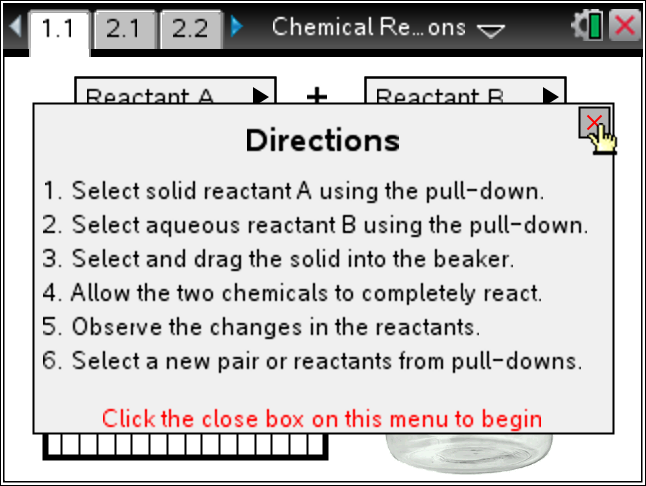 1.1 2.1 2.2 Chemical Re...ons
Reactant A + Reactant B
Directions
1. Select solid reactant A using the pull-down.
2. Select aqueous reactant B using the pull-down.
3. Select and drag the solid into the beaker.
4. Allow the two chemicals to completely react.
5. Observe the changes in the reactants.
6. Select a new pair or reactants from pull-downs.
Click the close box on this menu to begin